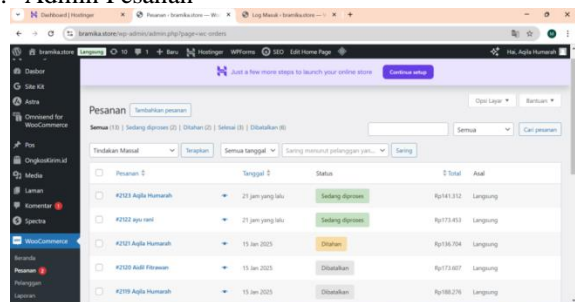 Admin Pesanan.
Dashboard | Hostinger
Pesanan ‹ bramika.store — Wo
Log Masuk ‹ bramika.store — W
bramika.store/wp-admin/admin.php?page=wc-orders
bramika.store Langsung 10 1 + Baru Hostinger WPForms SEO Edit Home Page Hai, Aqila Humarah
Dasbor
Just a few more steps to launch your online store Continue setup
Site Kit
Astra
Opsi Layar Bantuan
Omnisend for WooCommerce
Pesanan Tambahkan pesanan
Semua (13) | Sedang diproses (2) | Ditahan (2) | Selesai (3) | Dibatalkan (6)
Semua Cari pesanan
Pos
OngkosKirim.id
Tindakan Massal Terapkan Semua tanggal Saring menurut pelanggan yan... Saring
Media
Pesanan Tanggal Status Total Asal
Laman
#2123 Aqila Humarah 21 jam yang lalu Sedang diproses Rp141.312 Langsung
Komentar
Spectra
#2122 ayu rani 21 jam yang lalu Sedang diproses Rp173.453 Langsung
WooCommerce
#2121 Aqila Humarah 15 Jan 2025 Ditahan Rp136.704 Langsung
Beranda
Pesanan 2
#2120 Aidil Fitrawan 15 Jan 2025 Dibatalkan Rp173.607 Langsung
Pelanggan
#2119 Aqila Humarah 15 Jan 2025 Dibatalkan Rp188.276 Langsung
Laporan